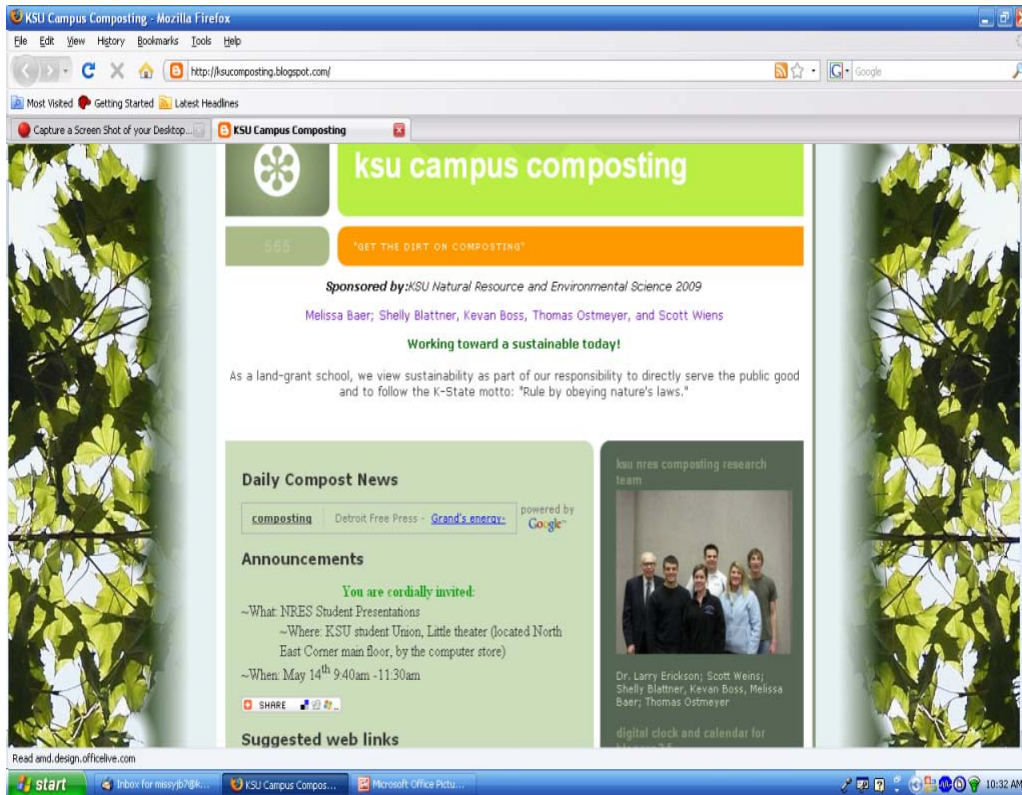 KSU Campus Composting - Mozilla Firefox
File Edit View History Bookmarks Tools Help
http://ksucomposting.blogspot.com/
Google
Most Visited Getting Started Latest Headlines
Capture a Screen Shot of your Desktop... KSU Campus Composting
ksu campus composting
565
"GET THE DIRT ON COMPOSTING"
Sponsored by:KSU Natural Resource and Environmental Science 2009
Melissa Baer; Shelly Blattner, Kevan Boss, Thomas Ostmeyer, and Scott Wiens
Working toward a sustainable today!
As a land-grant school, we view sustainability as part of our responsibility to directly serve the public good
and to follow the K-State motto: "Rule by obeying nature's laws."
Daily Compost News
composting Detroit Free Press - Grand's energy-
powered by
Google™
Announcements
You are cordially invited:
~What: NRES Student Presentations
~Where: KSU student Union, Little theater (located North
East Corner main floor, by the computer store)
~When: May 14th 9:40am -11:30am
SHARE
Suggested web links
ksu nres composting research
team
Dr. Larry Erickson; Scott Weins;
Shelly Blattner, Kevan Boss, Melissa
Baer; Thomas Ostmeyer
digital clock and calendar for
Read amd.design.officelive.com
start Inbox for missyjb7@k... KSU Campus Compos... Microsoft Office Pictu... 10:32 AM